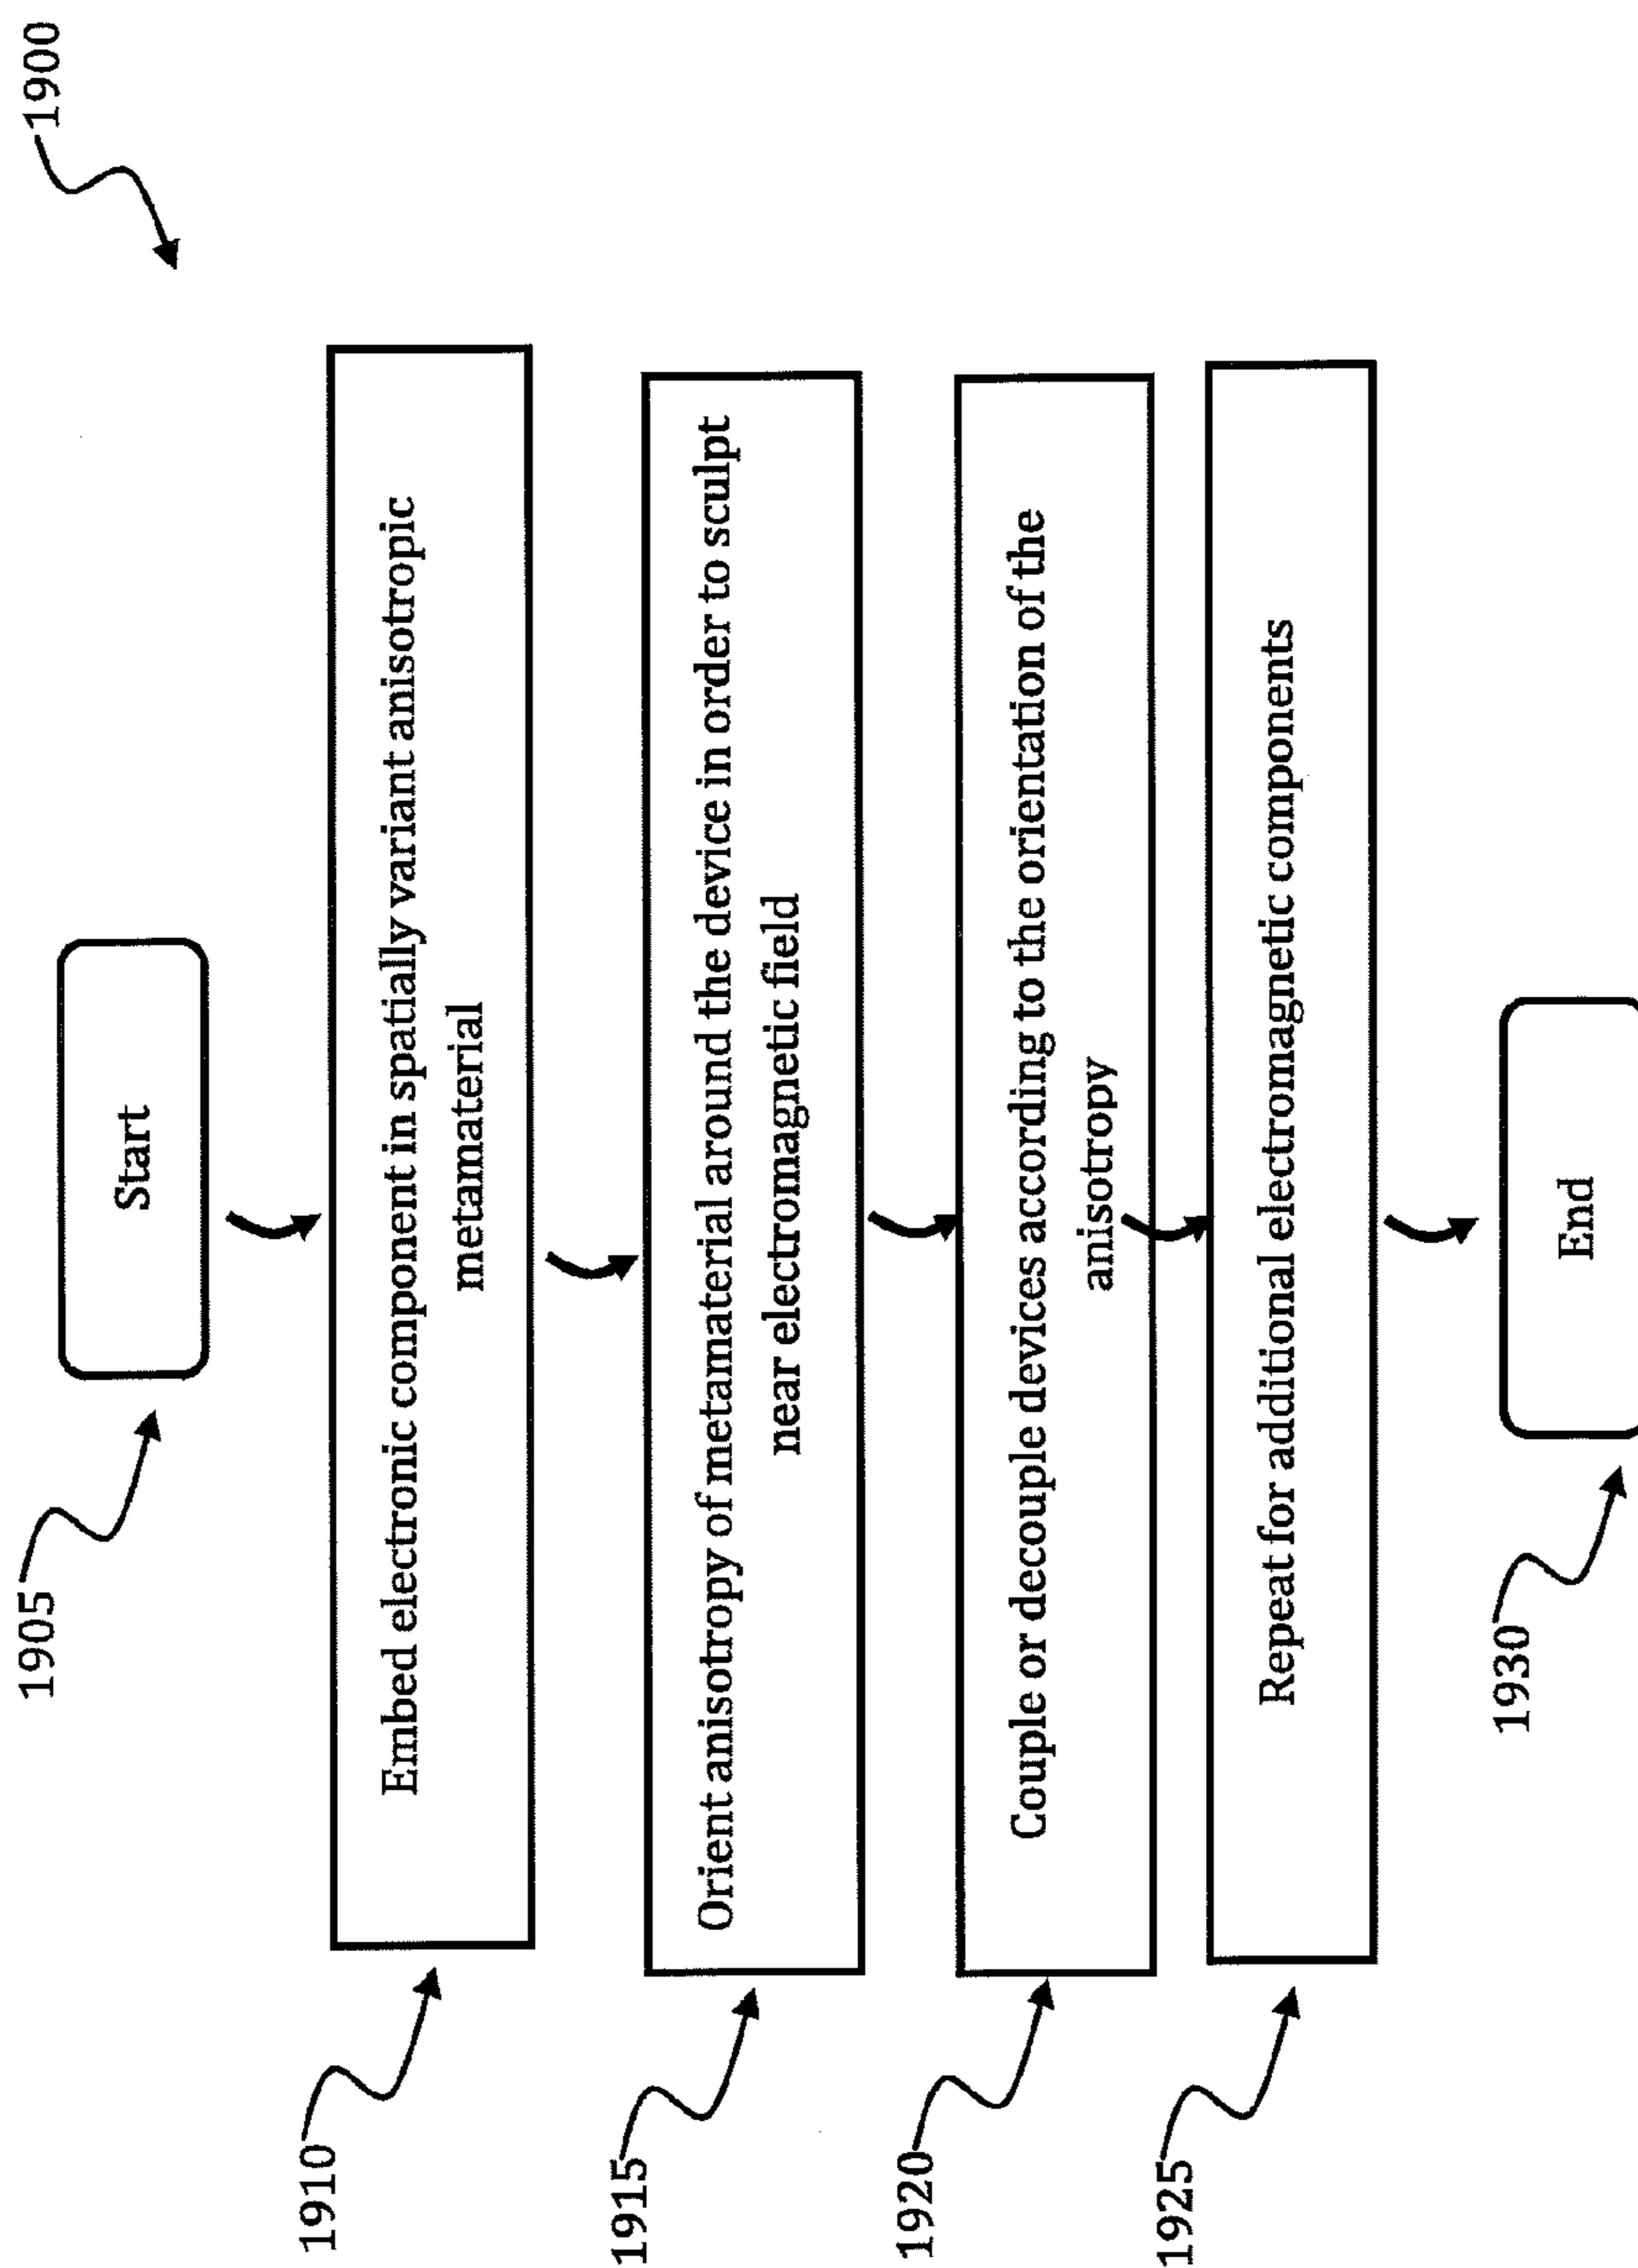 1900
1905
Start
1910
Embed electronic component in spatially variant anisotropic
metamaterial
1915
Orient anisotropy of metamaterial around the device in order to sculpt
near electromagnetic field
1920
Couple or decouple devices according to the orientation of the
anisotropy
1925
Repeat for additional electromagnetic components
1930
End